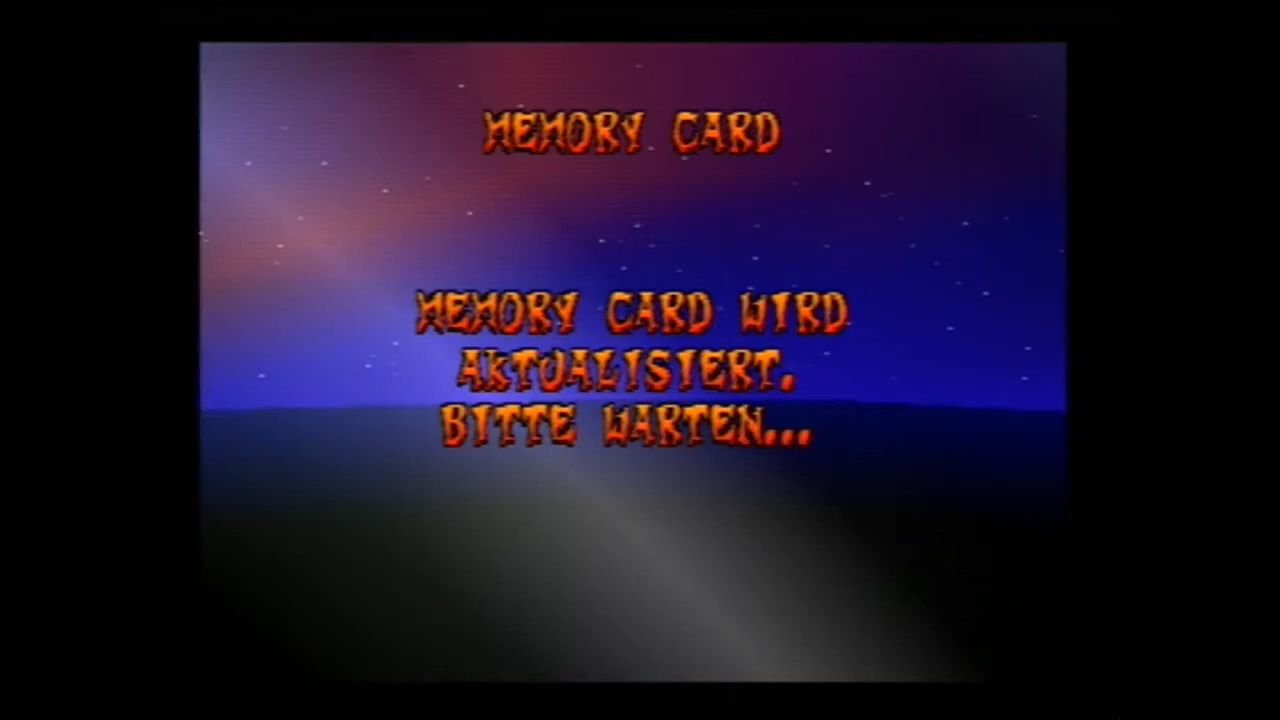 MEMORY CARD
MEMORY CARD WIRD
AKTUALISIERT.
BITTE WARTEN...